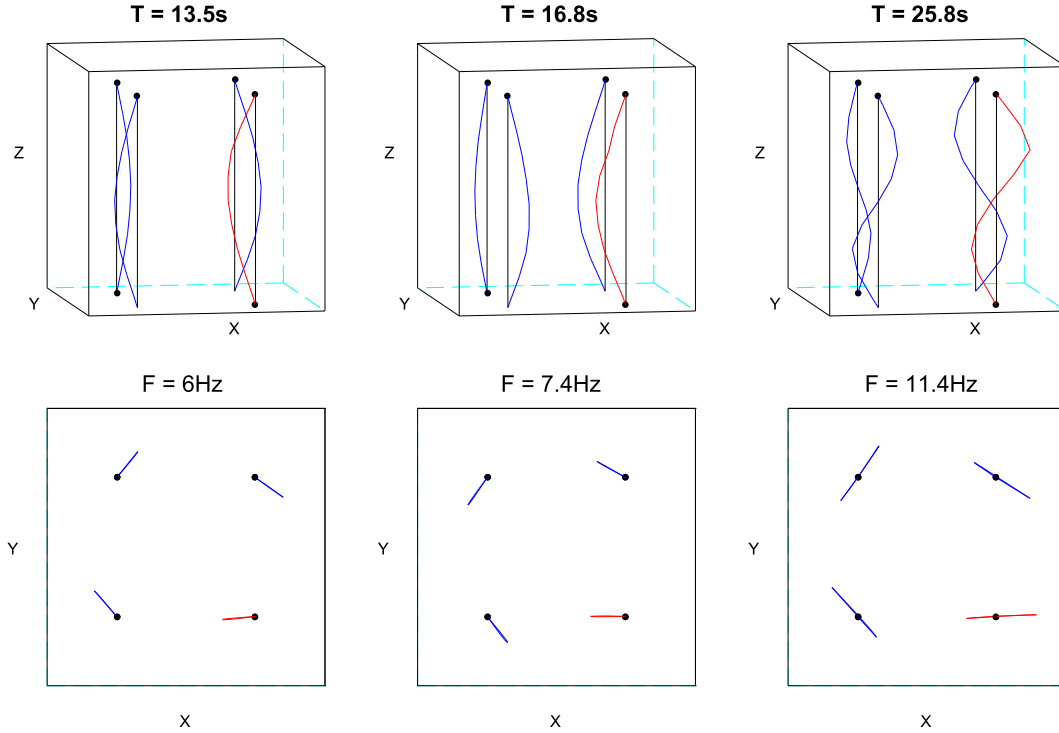 T = 13.5s
T = 16.8s
T = 25.8s
Z
Z
Z
Y
Y
Y
X
X
X
F = 6Hz
F = 7.4Hz
F = 11.4Hz
Y
Y
Y
X
X
X